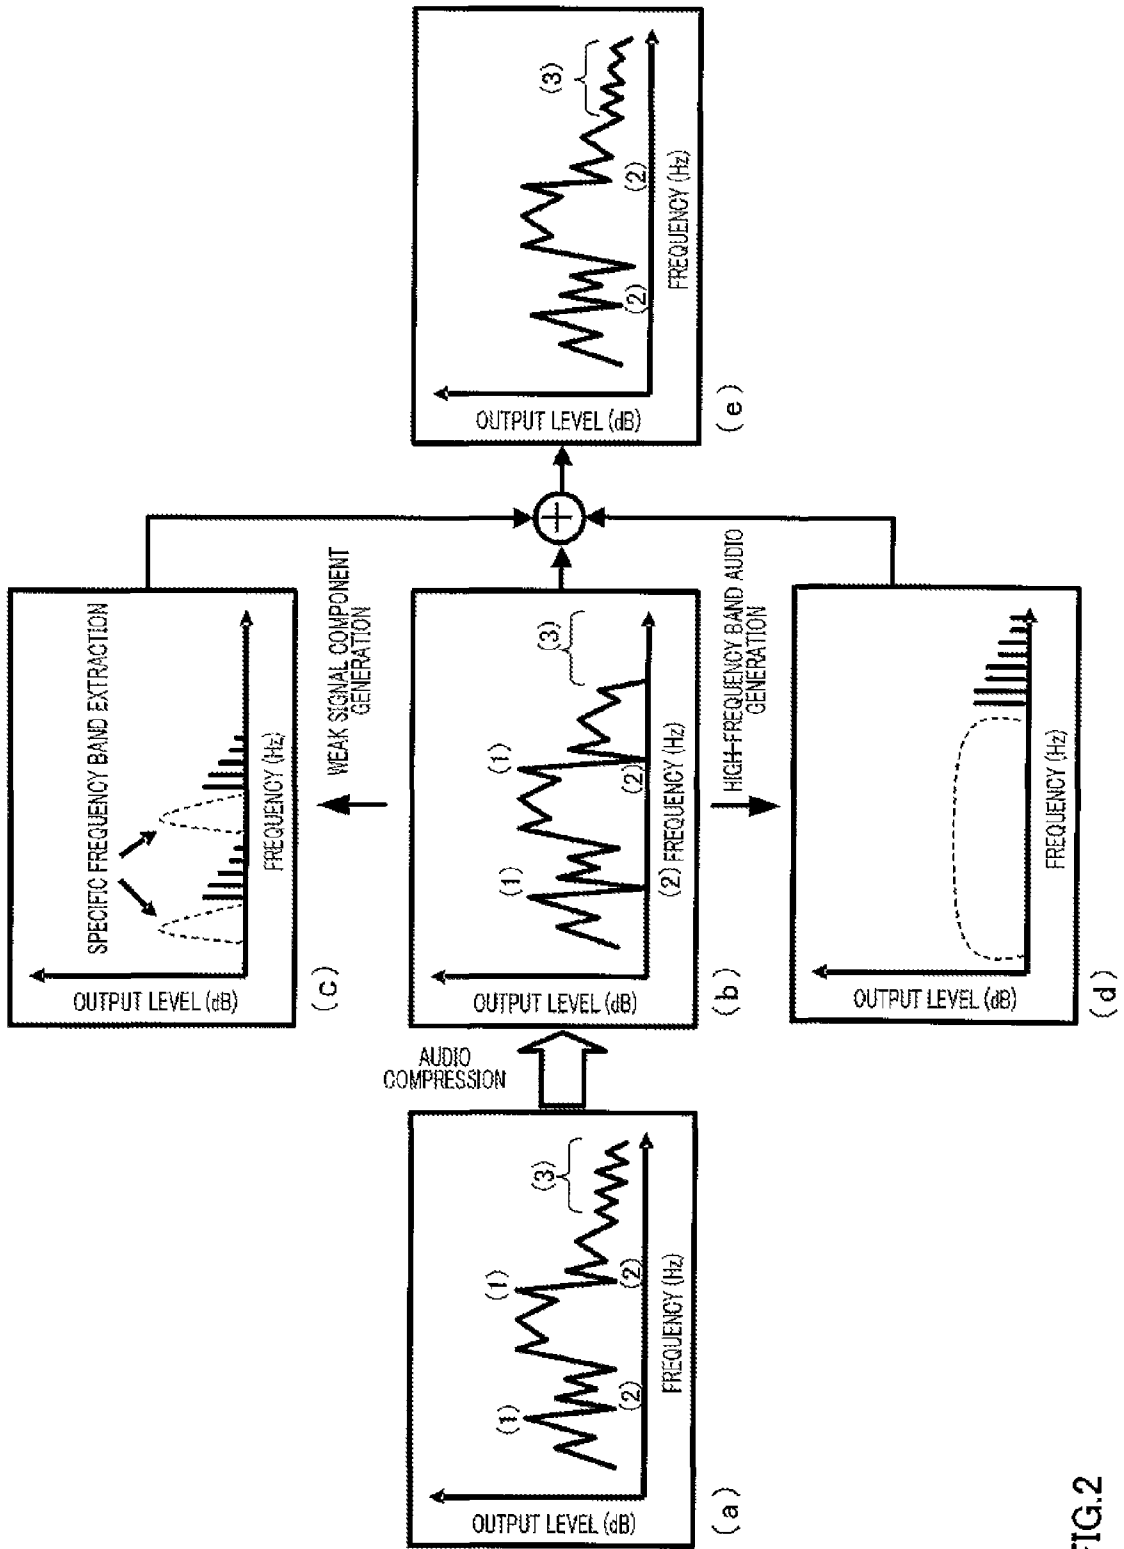 OUTPUT LEVEL (dB)
(1)
(2)
(1)
(2)
(3)
FREQUENCY (Hz)
(a)
AUDIO
COMPRESSION
OUTPUT LEVEL (dB)
(1)
(1)
(3)
(2)
(2)
FREQUENCY (Hz)
(b)
WEAK SIGNAL COMPONENT
GENERATION
SPECIFIC FREQUENCY BAND EXTRACTION
OUTPUT LEVEL (dB)
FREQUENCY (Hz)
(c)
HIGH-FREQUENCY BAND AUDIO
GENERATION
OUTPUT LEVEL (dB)
FREQUENCY (Hz)
(d)
+
OUTPUT LEVEL (dB)
(2)
(2)
(3)
FREQUENCY (Hz)
(e)
FIG.2